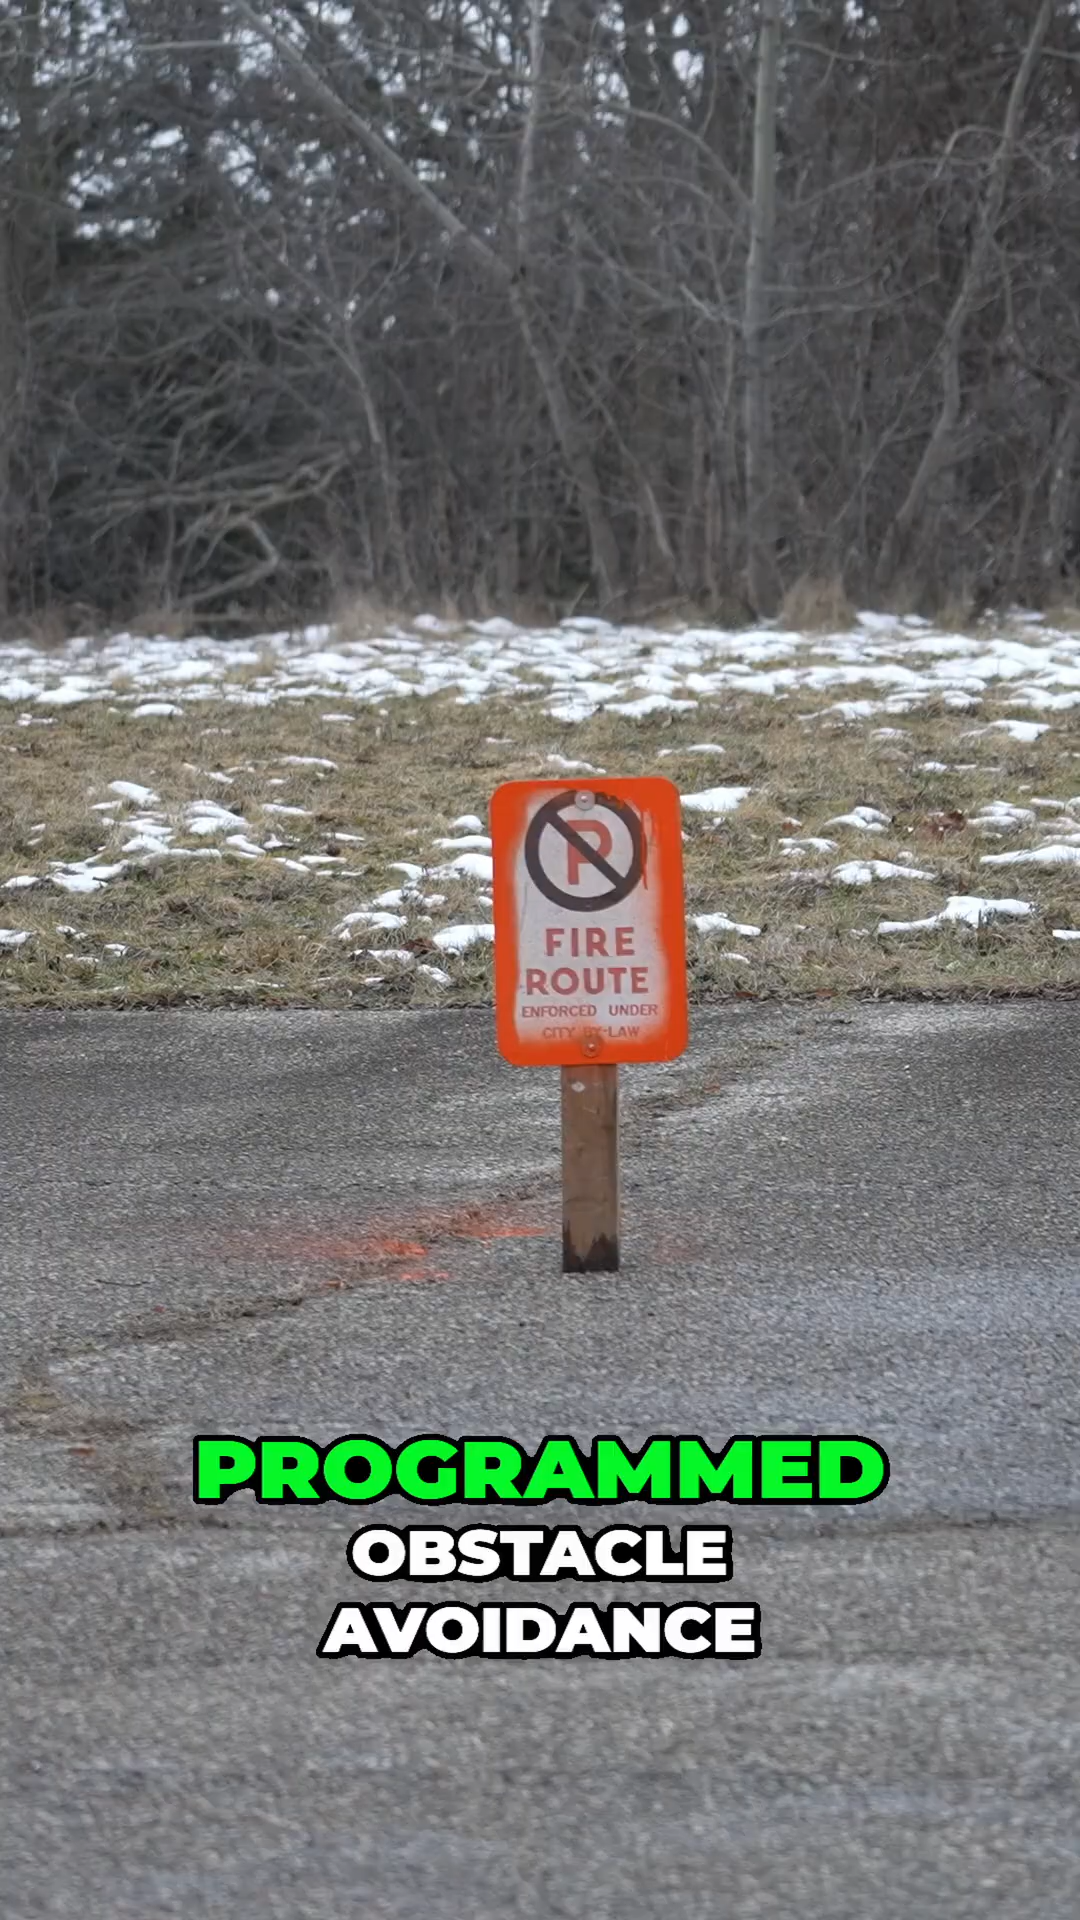 P
FIRE
ROUTE
ENFORCED UNDER
CITY BY-LAW
PROGRAMMED
OBSTACLE
AVOIDANCE